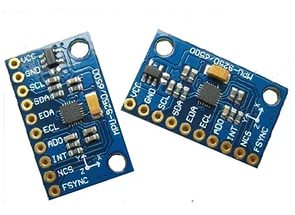 VCC
GND
SCL
SDA
EDA
ECL
ADO
INT
NCS
FSYNC
MPU-9250/6500
X
Y
Z
MPU-9250/6500
VCC
GND
SCL
SDA
EDA
ECL
ADO
INT
NCS
FSYNC
X
Y
Z